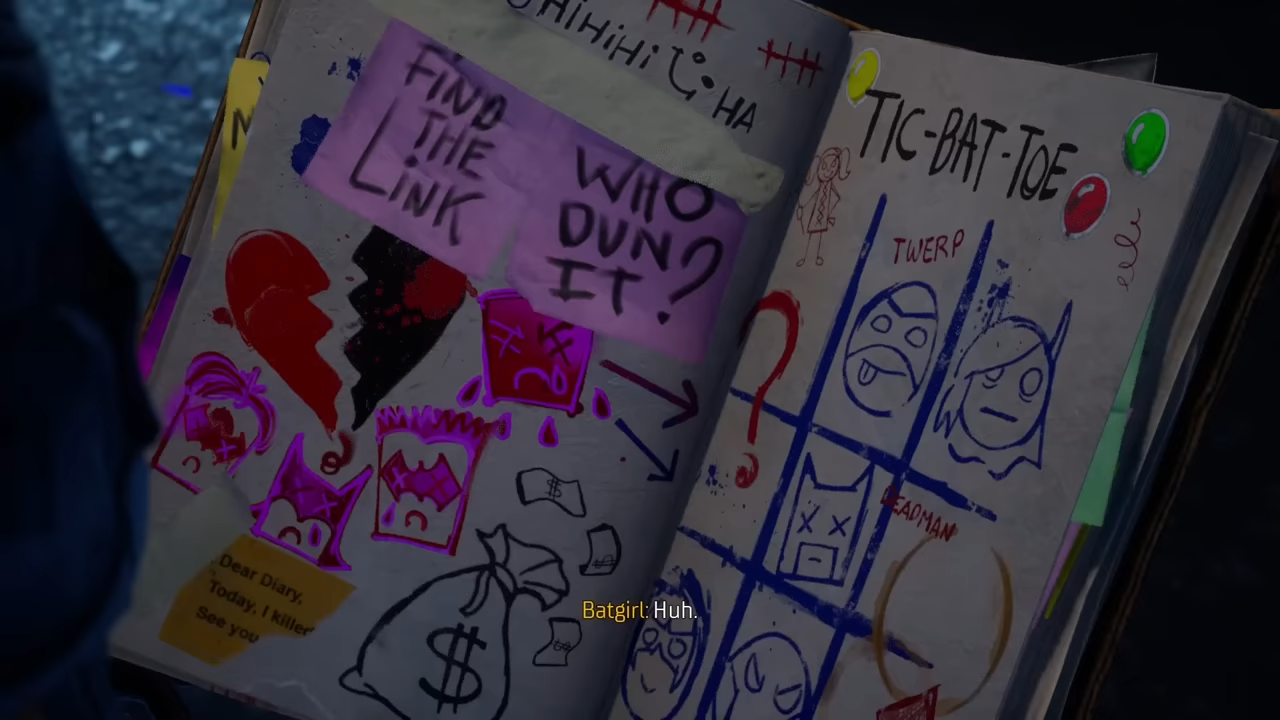 HiHiHiHi
HA
FIND
THE
LiNK
WHO
DUN
IT?
Dear Diary,
Today, I killed
See you
$
$
$
$
TIC-BAT-TOE
TWERP
?
DEADMAN
Batgirl: Huh.